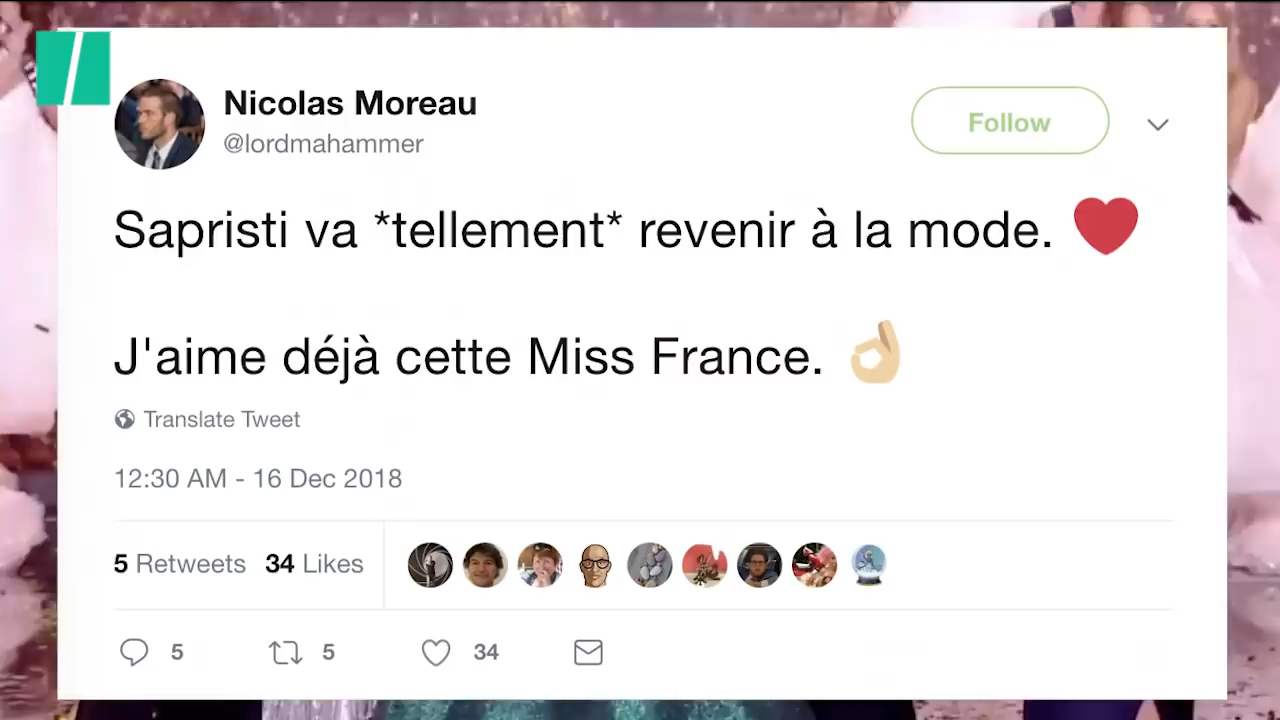 Nicolas Moreau
@lordmahammer
Follow
Sapristi va *tellement* revenir à la mode. ❤️
J'aime déjà cette Miss France. 👌🏼
Translate Tweet
12:30 AM - 16 Dec 2018
5 Retweets 34 Likes
5 5 34